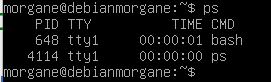 morgane@debianmorgane:~$ ps
    PID TTY          TIME CMD
    648 tty1     00:00:01 bash
   4114 tty1     00:00:00 ps
morgane@debianmorgane:~$